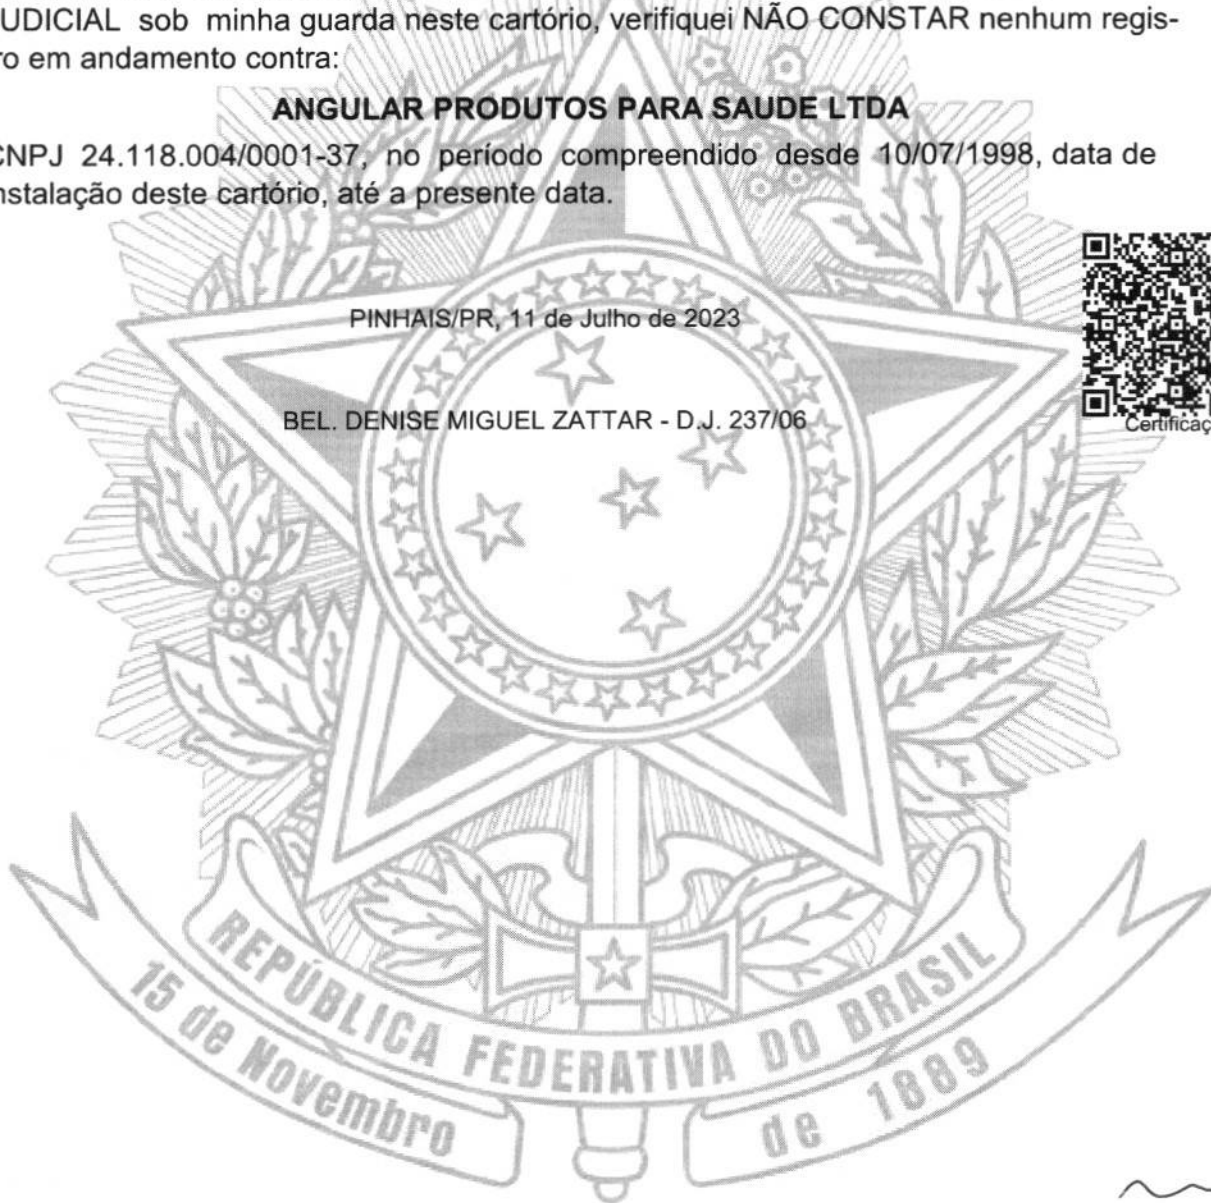 UDICIAL sob minha guarda neste cartório, verifiquei NÃO CONSTAR nenhum regis-
ro em andamento contra:
ANGULAR PRODUTOS PARA SAUDE LTDA
CNPJ 24.118.004/0001-37, no período compreendido desde 10/07/1998, data de
nstalação deste cartório, até a presente data.
PINHAIS/PR, 11 de Julho de 2023
BEL. DENISE MIGUEL ZATTAR - D.J. 237/06
Certificaç
REPÚBLICA FEDERATIVA DO BRASIL
15 de Novembro de 1889